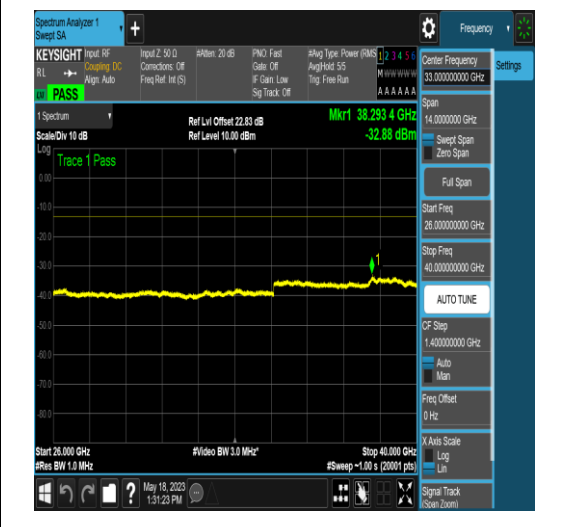 Spectrum Analyzer 1
Swept SA
+
Frequency
KEYSIGHT
RL
Input: RF
Coupling: DC
Align: Auto
Input Z: 50 Ω
Corrections: Off
Freq Ref: Int (S)
#Atten: 20 dB
PNO: Fast
Gate: Off
IF Gain: Low
Sig Track: Off
#Avg Type: Power (RMS)
Avg|Hold: 5/5
Trig: Free Run
1 2 3 4 5 6
M W W W W W
A A A A A A
PASS
1 Spectrum
Scale/Div 10 dB
Ref Lvl Offset 22.83 dB
Ref Level 10.00 dBm
Mkr1 38.293 4 GHz
-32.88 dBm
Log
Trace 1 Pass
0.00
-10.0
-20.0
-30.0
-40.0
-50.0
-60.0
-70.0
-80.0
1
Start 26.000 GHz
#Res BW 1.0 MHz
#Video BW 3.0 MHz*
Stop 40.000 GHz
#Sweep ~1.00 s (20001 pts)
May 18, 2023
1:31:23 PM
?
Center Frequency
33.000000000 GHz
Span
14.0000000 GHz
Swept Span
Zero Span
Full Span
Start Freq
26.000000000 GHz
Stop Freq
40.000000000 GHz
AUTO TUNE
CF Step
1.400000000 GHz
Auto
Man
Freq Offset
0 Hz
X Axis Scale
Log
Lin
Signal Track
(Span Zoom)
Settings